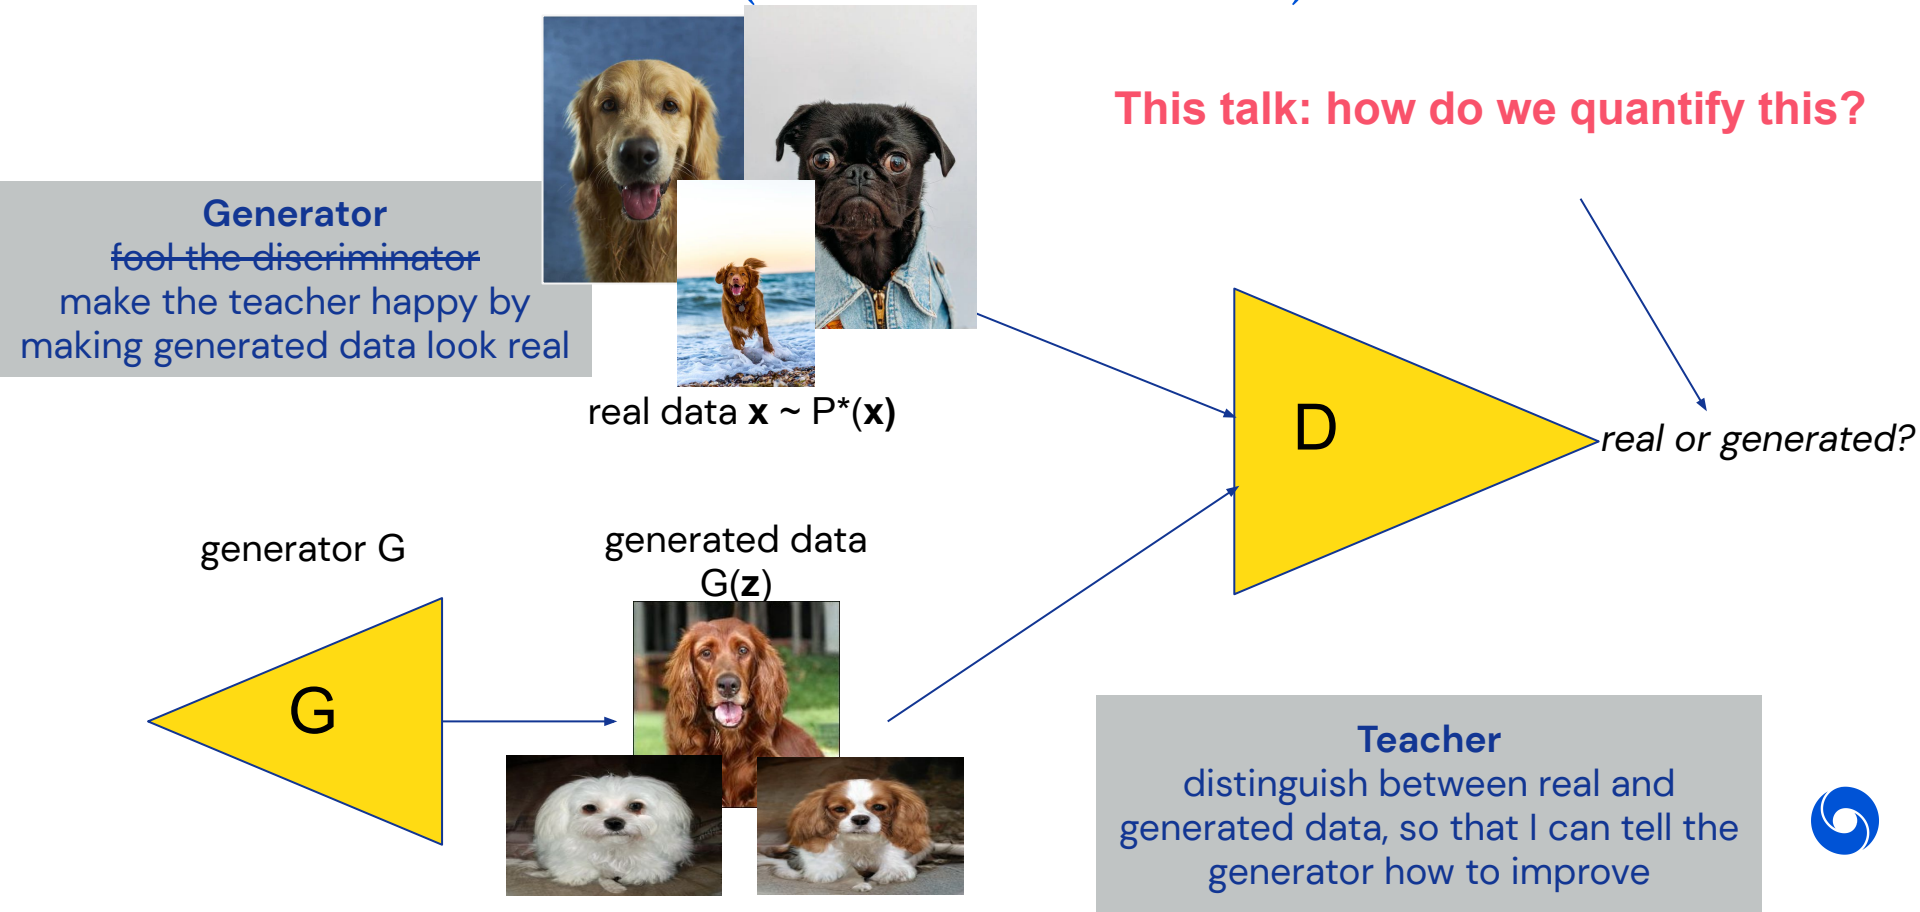 This talk: how do we quantify this?
Generator
fool the discriminator
make the teacher happy by
making generated data look real
real data x ~ P*(x)
D
real or generated?
generator G
generated data
G(z)
G
Teacher
distinguish between real and
generated data, so that I can tell the
generator how to improve